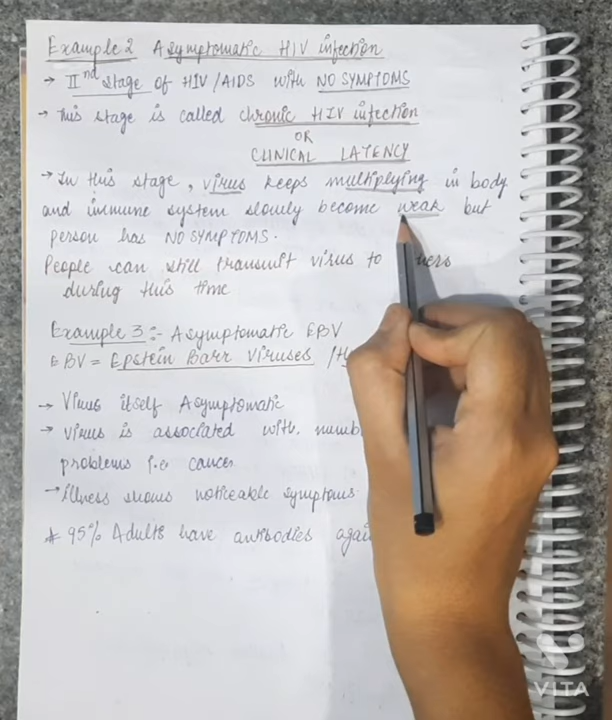 Example 2 Asymptomatic HIV infection
→ IInd stage of HIV/AIDS with NO SYMPTOMS
→ This stage is called chronic HIV infection
OR
CLINICAL LATENCY
→ In this stage, virus keeps multiplying in body
and immune system slowly become weak but
person has NO SYMPTOMS.
People can still transmit virus to
during this time
Example 3:- Asymptomatic EBV
EBV = Epstein Barr Viruses /H
→ Virus itself Asymptomatic
→ virus is associated with numb
problems i.e cancer
→ illness shows noticeable symptoms
* 95% Adults have antibodies agai
VITA